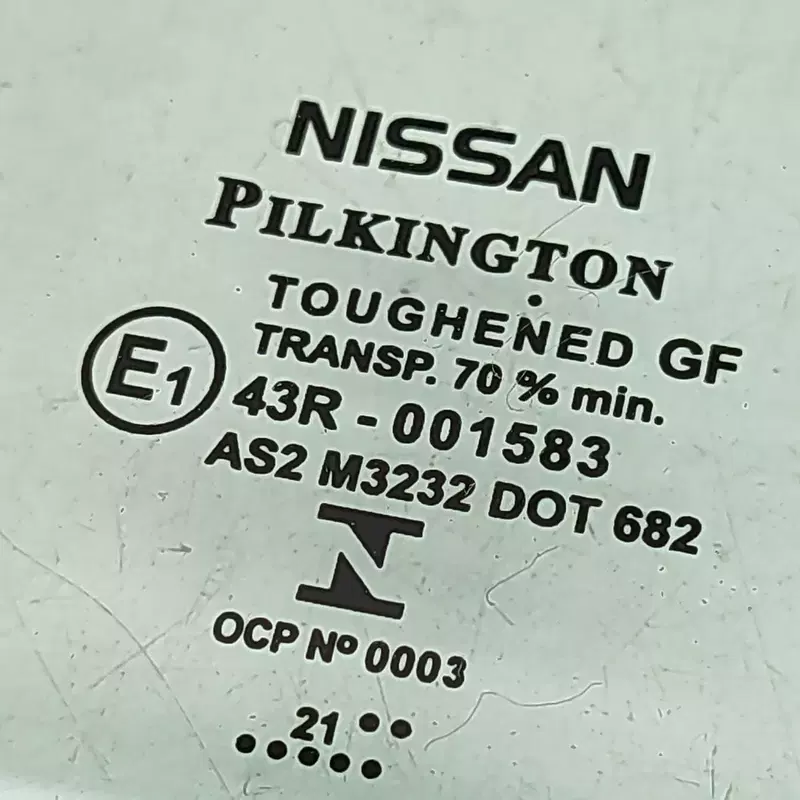 NISSAN
PILKINGTON
TOUGHENED GF
TRANSP. 70 % min.
E1
43R - 001583
AS2 M3232 DOT 682
OCP Nº 0003
21